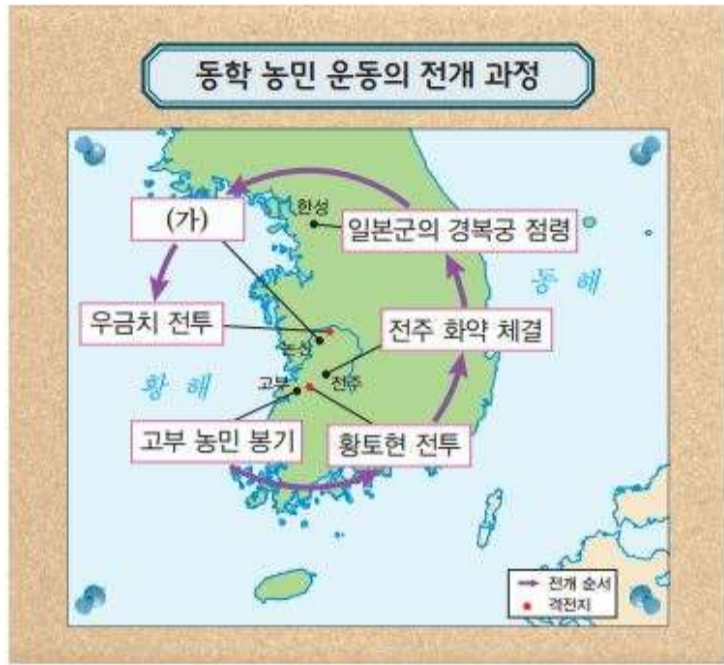 동학 농민 운동의 전개 과정
한성
(가)
일본군의 경복궁 점령
동 해
우금치 전투
논산
전주 화약 체결
황 해
고부
전주
고부 농민 봉기
황토현 전투
전개 순서
격전지